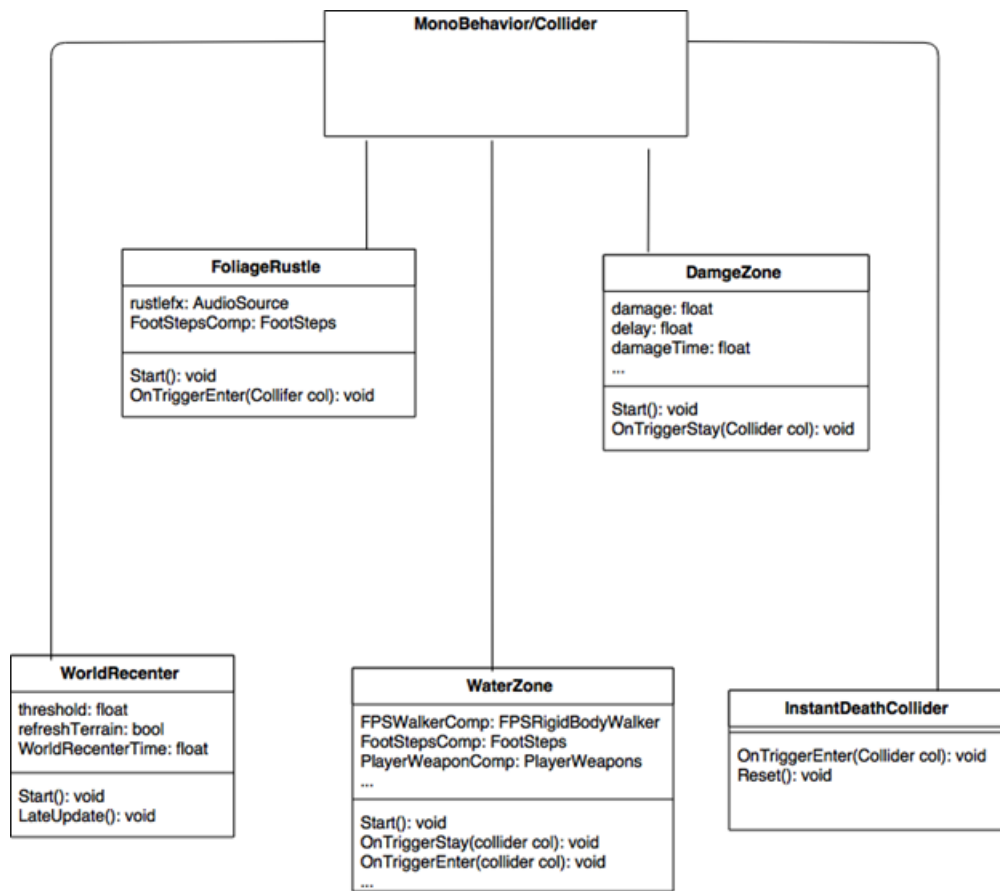 MonoBehavior/Collider
FoliageRustle
rustlefx: AudioSource
FootStepsComp: FootSteps
Start(): void
OnTriggerEnter(Collifer col): void
DamgeZone
damage: float
delay: float
damageTime: float
...
Start(): void
OnTriggerStay(Collider col): void
WorldRecenter
threshold: float
refreshTerrain: bool
WorldRecenterTime: float
Start(): void
LateUpdate(): void
WaterZone
FPSWalkerComp: FPSRigidBodyWalker
FootStepsComp: FootSteps
PlayerWeaponComp: PlayerWeapons
...
Start(): void
OnTriggerStay(collider col): void
OnTriggerEnter(collider col): void
...
InstantDeathCollider
OnTriggerEnter(Collider col): void
Reset(): void